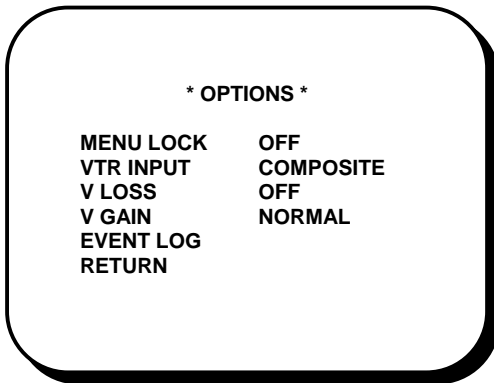 * OPTIONS *
MENU LOCK OFF
VTR INPUT COMPOSITE
V LOSS OFF
V GAIN NORMAL
EVENT LOG
RETURN